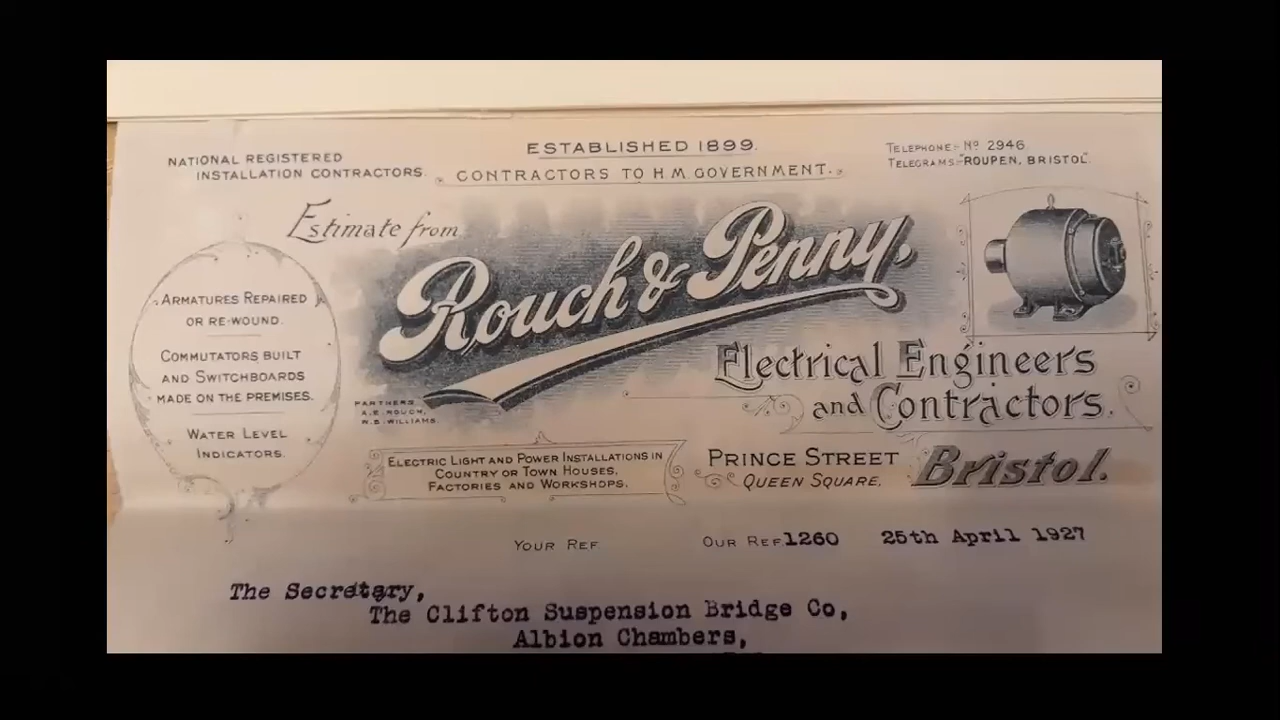 NATIONAL REGISTERED
INSTALLATION CONTRACTORS.
ESTABLISHED 1899.
CONTRACTORS TO H.M. GOVERNMENT.
TELEPHONE:- Nº 2946.
TELEGRAMS:-"ROUPEN, BRISTOL".
Estimate from
Rouch & Penny,
ARMATURES REPAIRED
OR RE-WOUND.
COMMUTATORS BUILT
AND SWITCHBOARDS
MADE ON THE PREMISES.
WATER LEVEL
INDICATORS.
PARTNERS
A.E. ROUCH,
W.B. WILLIAMS.
Electrical Engineers
and Contractors.
ELECTRIC LIGHT AND POWER INSTALLATIONS IN
COUNTRY OR TOWN HOUSES,
FACTORIES AND WORKSHOPS.
PRINCE STREET
QUEEN SQUARE,
Bristol.
YOUR REF
OUR REF. 1260
25th April 1927
The Secretary,
The Clifton Suspension Bridge Co,
Albion Chambers,